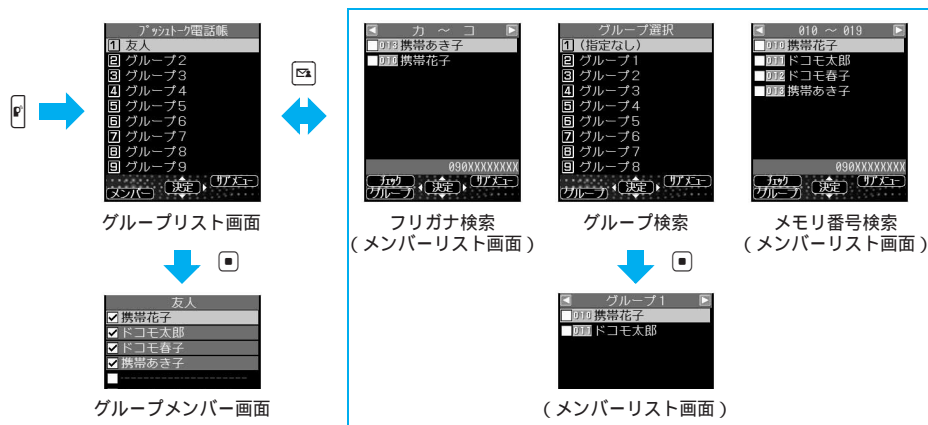 プッシュトーク電話帳
1 友人
2 グループ2
3 グループ3
4 グループ4
5 グループ5
6 グループ6
7 グループ7
8 グループ8
9 グループ9
メンバー 決定 サブメニュー
グループリスト画面
友人
携帯花子
ドコモ太郎
ドコモ春子
携帯あき子
---------------------
グループメンバー画面
カ ～ コ
013 携帯あき子
010 携帯花子
090XXXXXXXX
チェック
グループ 決定 サブメニュー
フリガナ検索
(メンバーリスト画面)
グループ選択
1 (指定なし)
2 グループ1
3 グループ2
4 グループ3
5 グループ4
6 グループ5
7 グループ6
8 グループ7
9 グループ8
グループ 決定 サブメニュー
グループ検索
グループ1
010 携帯花子
011 ドコモ太郎
(メンバーリスト画面)
010 ～ 019
010 携帯花子
011 ドコモ太郎
012 ドコモ春子
013 携帯あき子
090XXXXXXXX
チェック
グループ 決定 サブメニュー
メモリ番号検索
(メンバーリスト画面)